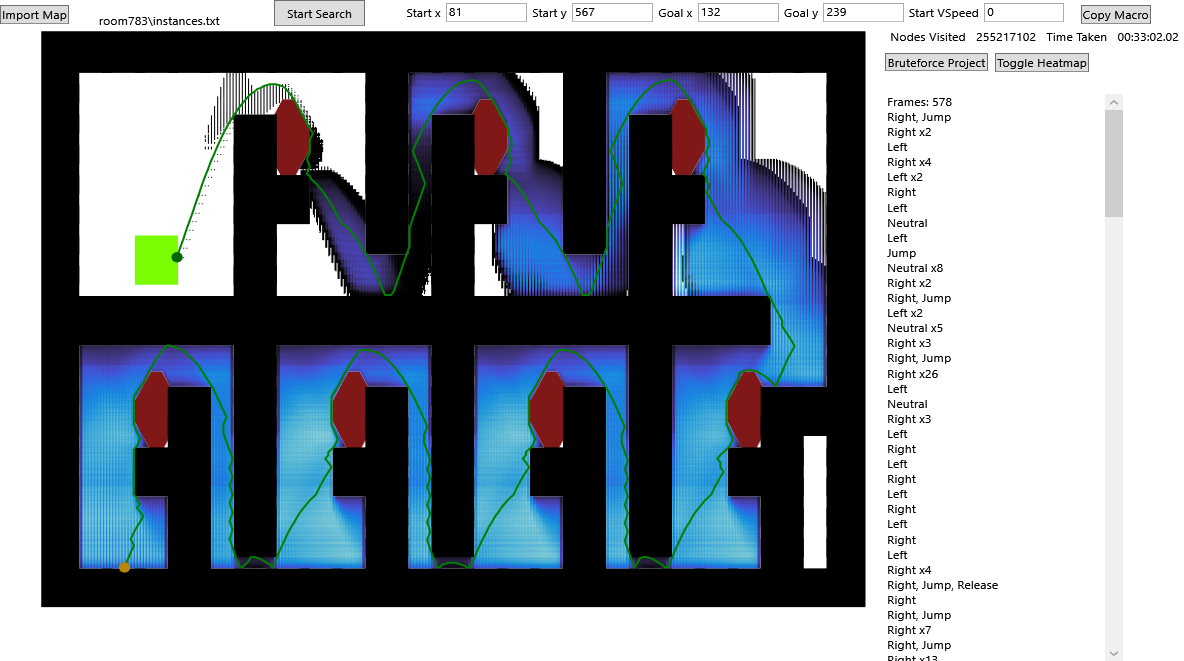 Import Map
room783\instances.txt
Start Search
Start x 81 Start y 567 Goal x 132 Goal y 239 Start VSpeed 0
Copy Macro
Nodes Visited 255217102 Time Taken 00:33:02.02
Bruteforce Project Toggle Heatmap
Frames: 578
Right, Jump
Right x2
Left
Right x4
Left x2
Right
Left
Neutral
Left
Jump
Neutral x8
Right x2
Right, Jump
Left x2
Neutral x5
Right x3
Right, Jump
Right x26
Left
Neutral
Right x3
Left
Right
Left
Right
Left
Right
Left
Right
Left
Right x4
Right, Jump, Release
Right
Right, Jump
Right x7
Right, Jump
Right x13